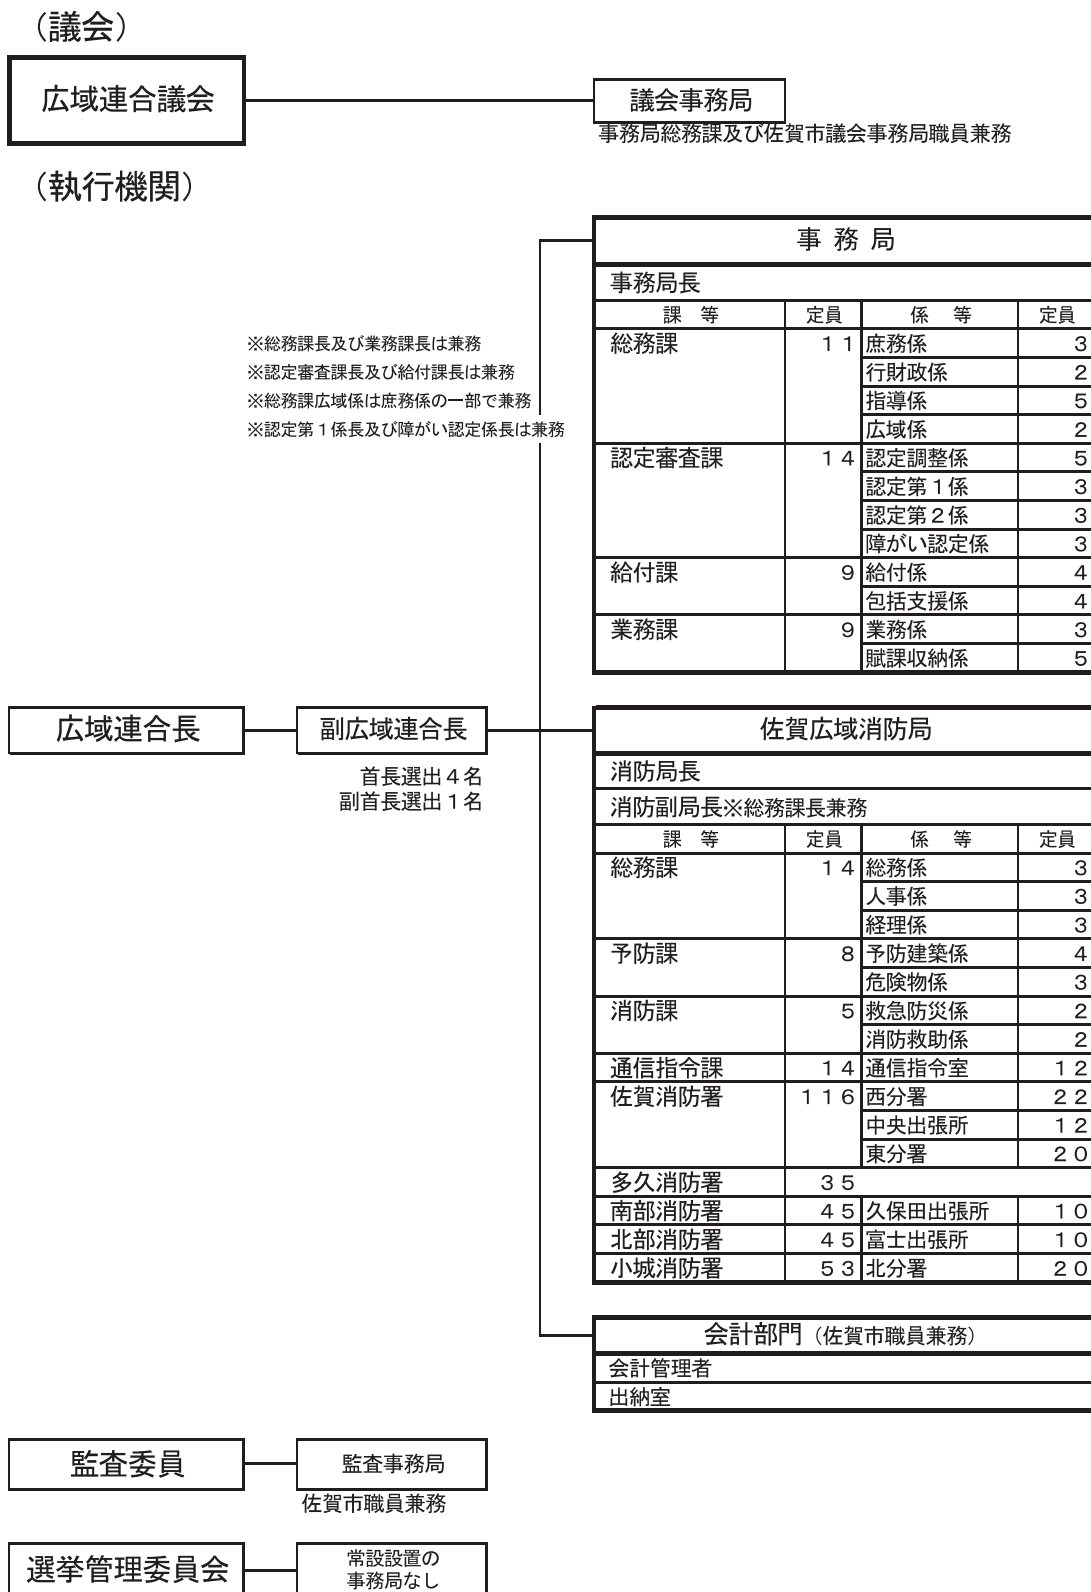 （議会）
広域連合議会
議会事務局
事務局総務課及び佐賀市議会事務局職員兼務
（執行機関）
事 務 局
事務局長
課 等 定員 係 等 定員
※総務課長及び業務課長は兼務
※認定審査課長及び給付課長は兼務
※総務課広域係は庶務係の一部で兼務
※認定第１係長及び障がい認定係長は兼務
総務課 １１ 庶務係 ３
行財政係 ２
指導係 ５
広域係 ２
認定審査課 １４ 認定調整係 ５
認定第１係 ３
認定第２係 ３
障がい認定係 ３
給付課 ９ 給付係 ４
包括支援係 ４
業務課 ９ 業務係 ３
賦課収納係 ５
広域連合長
副広域連合長
首長選出４名
副首長選出１名
佐賀広域消防局
消防局長
消防副局長※総務課長兼務
課 等 定員 係 等 定員
総務課 １４ 総務係 ３
人事係 ３
経理係 ３
予防課 ８ 予防建築係 ４
危険物係 ３
消防課 ５ 救急防災係 ２
消防救助係 ２
通信指令課 １４ 通信指令室 １２
佐賀消防署 １１６ 西分署 ２２
中央出張所 １２
東分署 ２０
多久消防署 ３５
南部消防署 ４５ 久保田出張所 １０
北部消防署 ４５ 富士出張所 １０
小城消防署 ５３ 北分署 ２０
会計部門（佐賀市職員兼務）
会計管理者
出納室
監査委員
監査事務局
佐賀市職員兼務
選挙管理委員会
常設設置の
事務局なし